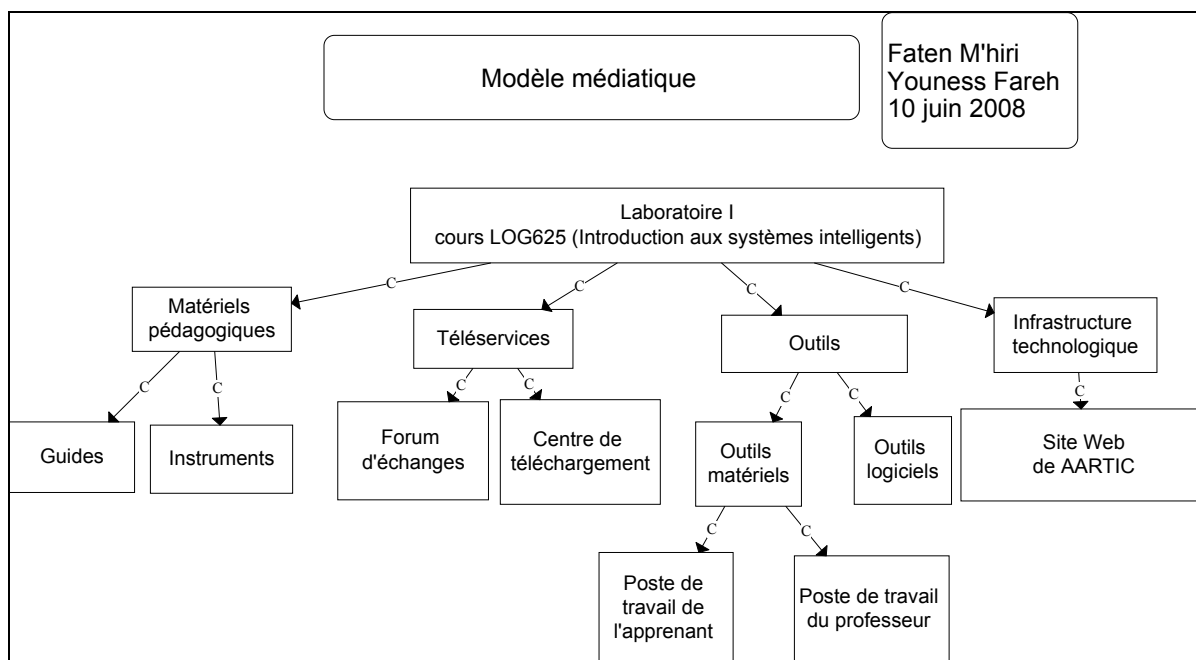 Modèle médiatique
Faten M'hiri
Youness Fareh
10 juin 2008
Laboratoire I
cours LOG625 (Introduction aux systèmes intelligents)
C
C
C
C
Matériels
pédagogiques
Téléservices
Outils
Infrastructure
technologique
C
C
C
C
C
C
C
Guides
Instruments
Forum
d'échanges
Centre de
téléchargement
Outils
matériels
Outils
logiciels
Site Web
de AARTIC
C
C
Poste de
travail de
l'apprenant
Poste de travail
du professeur